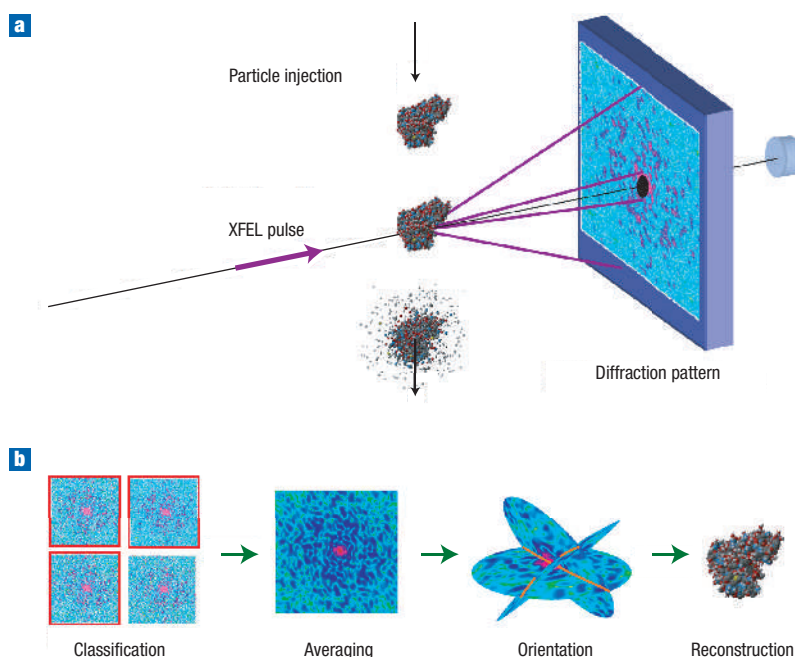 a
Particle injection
XFEL pulse
Diffraction pattern
b
Classification
Averaging
Orientation
Reconstruction